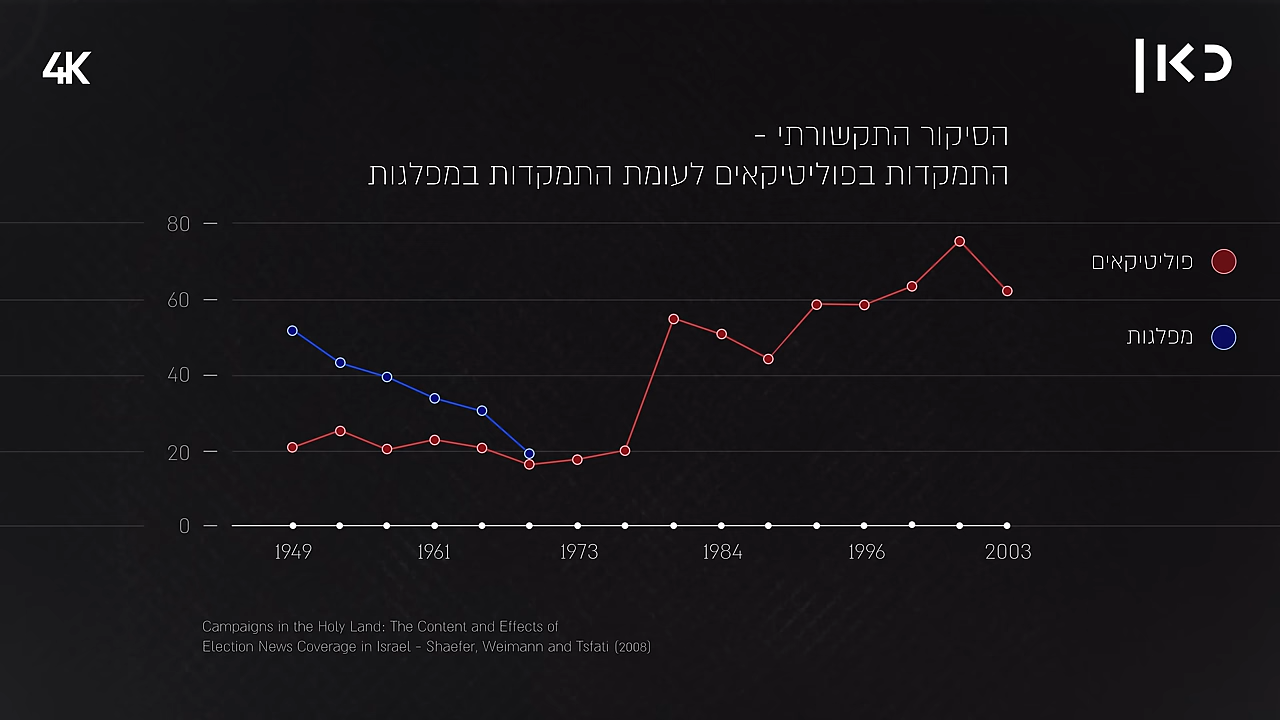 4K
כאן
הסיקור התקשורתי -
התמקדות בפוליטיקאים לעומת התמקדות במפלגות
פוליטיקאים
מפלגות
80
60
40
20
0
1949 1961 1973 1984 1996 2003
Campaigns in the Holy Land: The Content and Effects of
Election News Coverage in Israel - Shaefer, Weimann and Tsfati (2008)